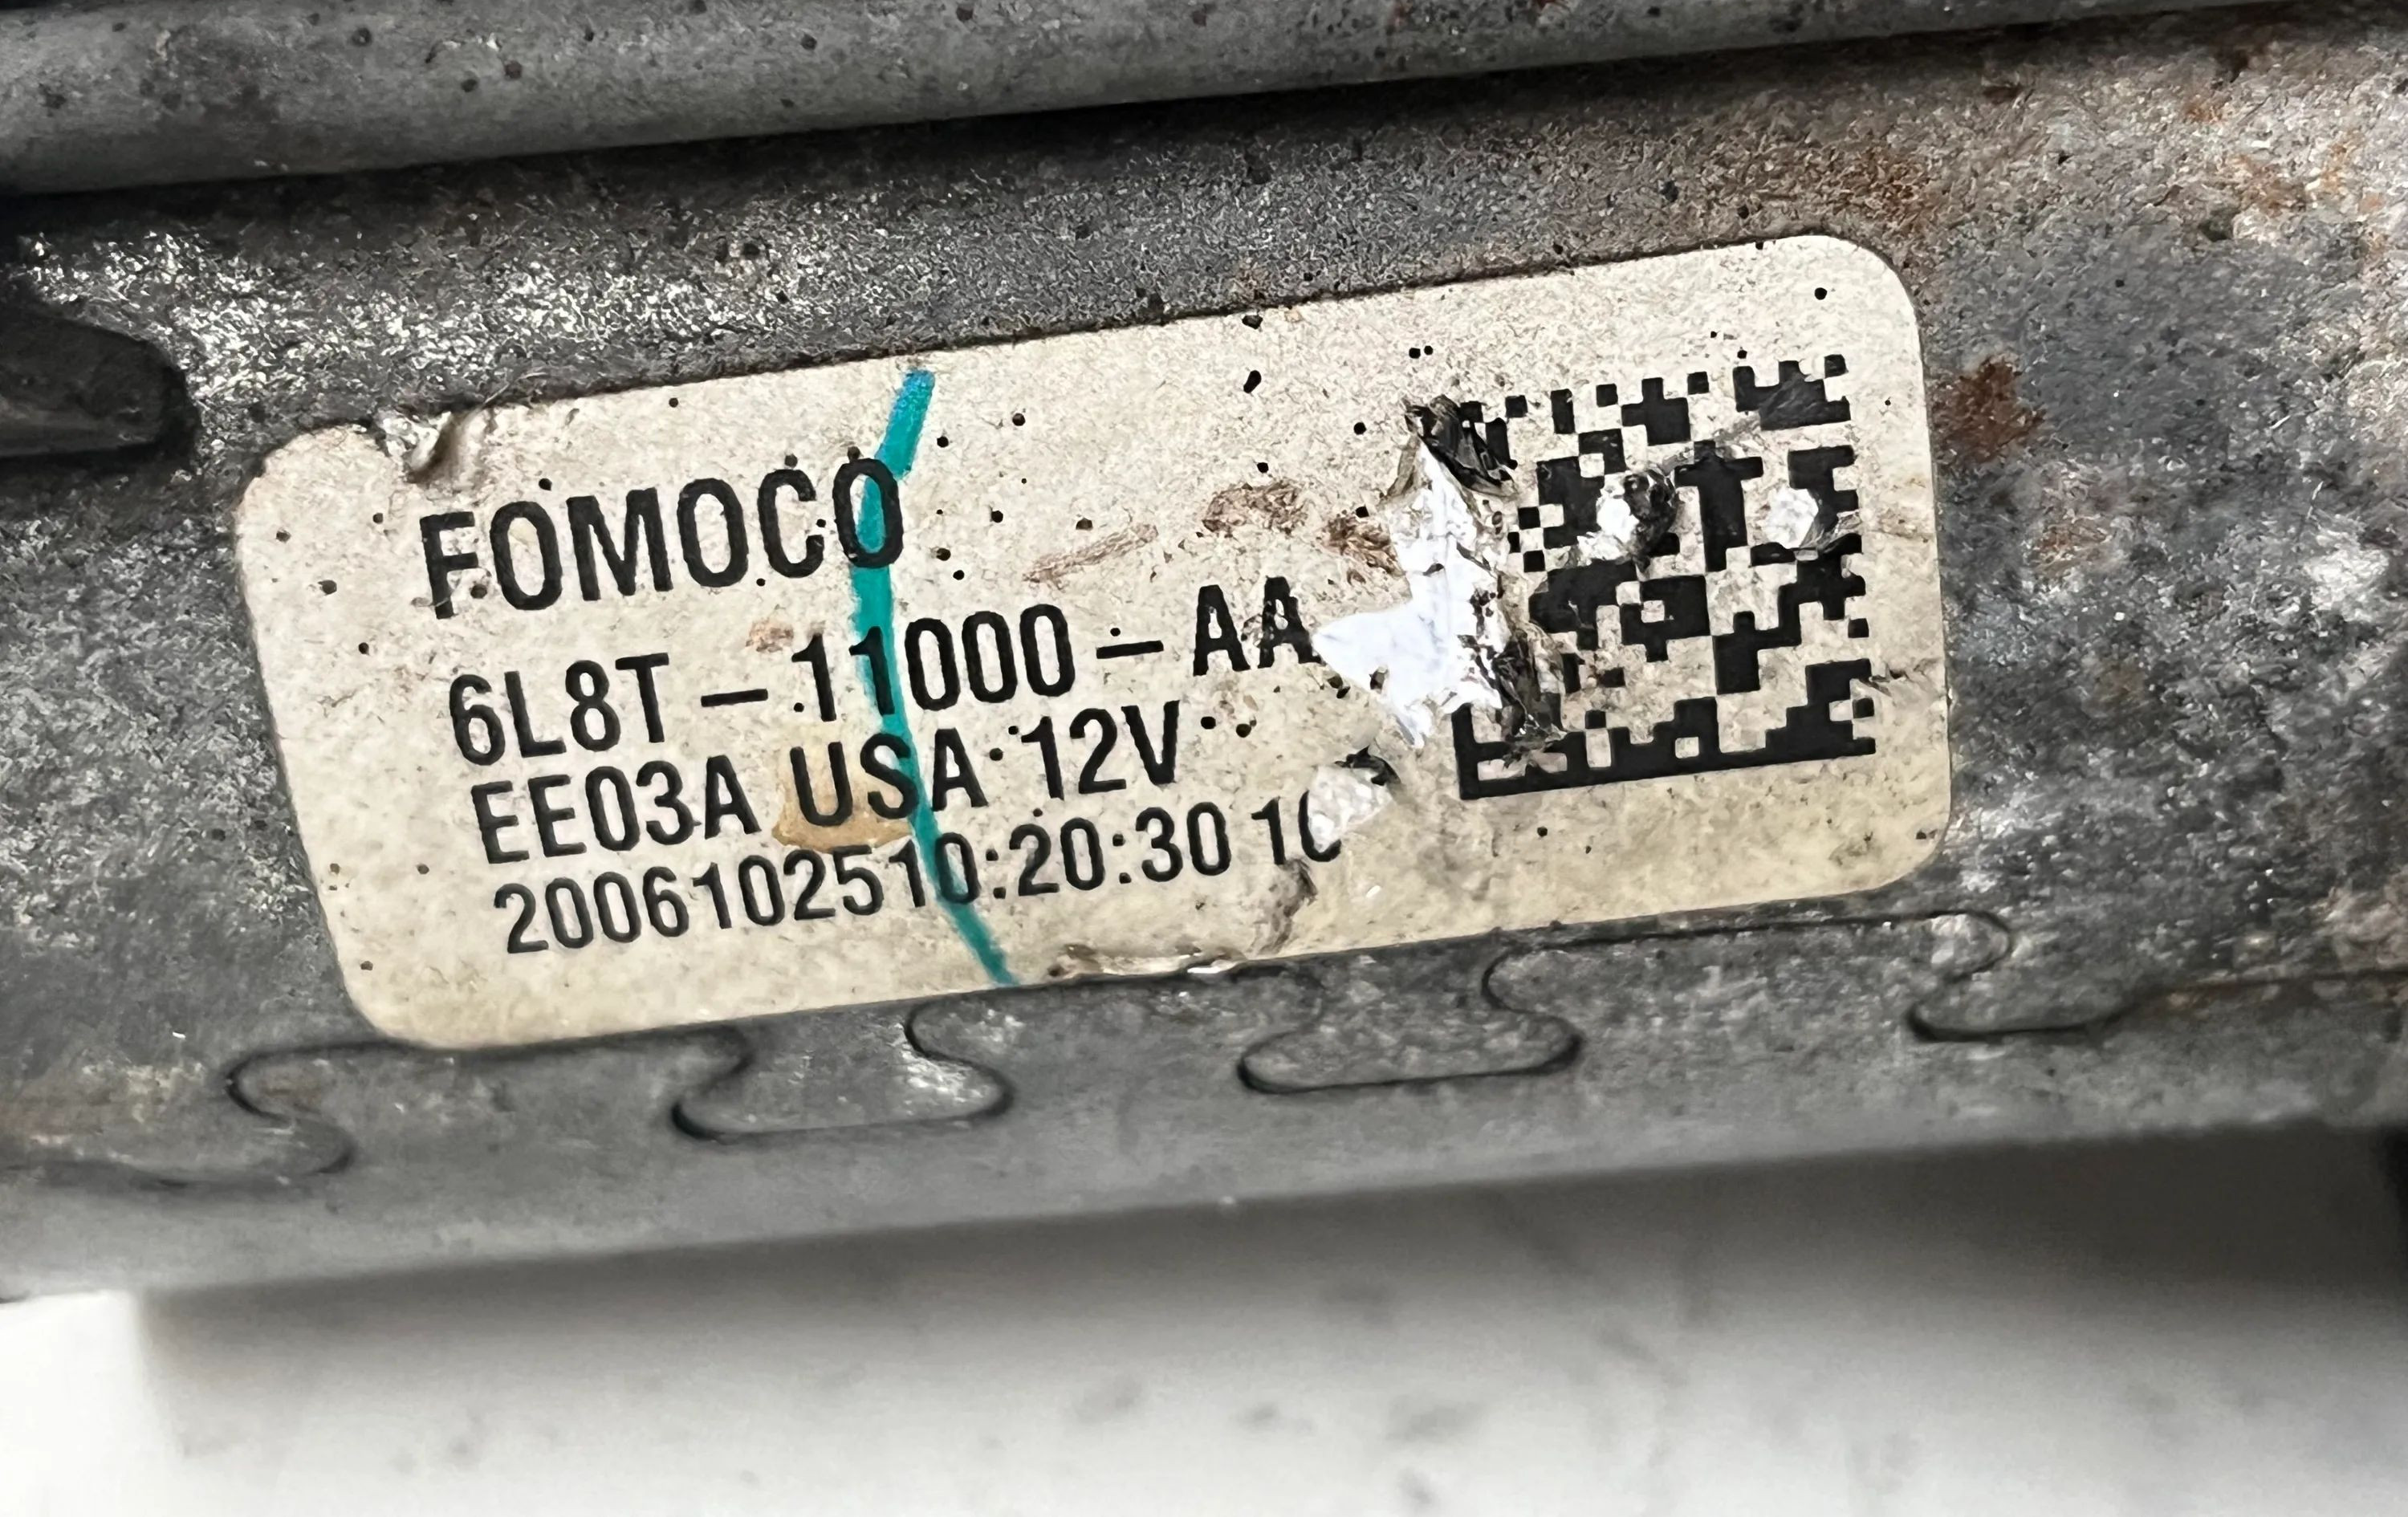 FOMOCO
6L8T-11000-AA
EE03A USA 12V
2006102510:20:30